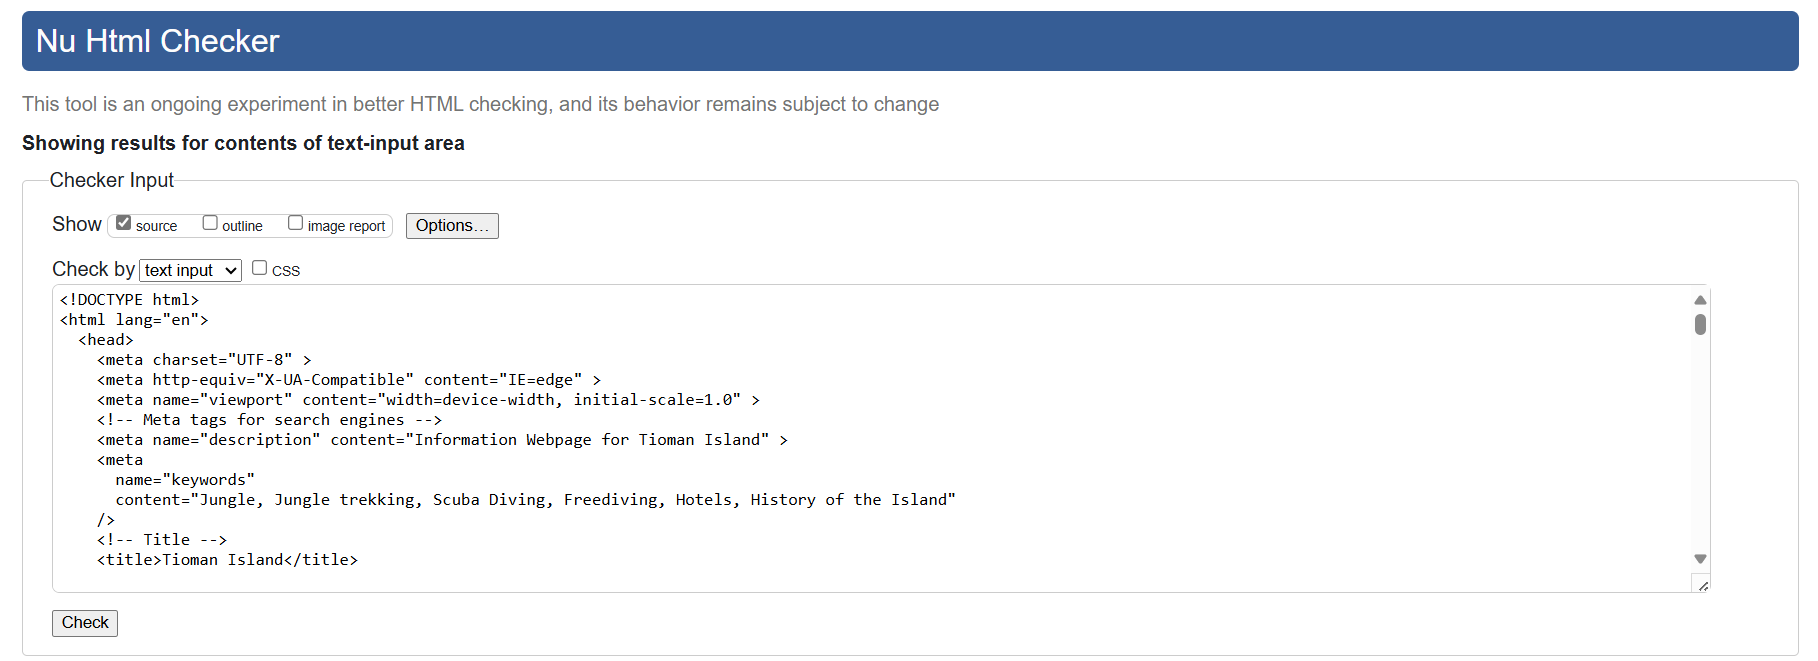 Nu Html Checker
This tool is an ongoing experiment in better HTML checking, and its behavior remains subject to change
Showing results for contents of text-input area
Checker Input
Show source outline image report Options...
Check by text input CSS
<!DOCTYPE html>
<html lang="en">
<head>
<meta charset="UTF-8" >
<meta http-equiv="X-UA-Compatible" content="IE=edge" >
<meta name="viewport" content="width=device-width, initial-scale=1.0" >
<!-- Meta tags for search engines -->
<meta name="description" content="Information Webpage for Tioman Island" >
<meta
name="keywords"
content="Jungle, Jungle trekking, Scuba Diving, Freediving, Hotels, History of the Island"
/>
<!-- Title -->
<title>Tioman Island</title>
Check